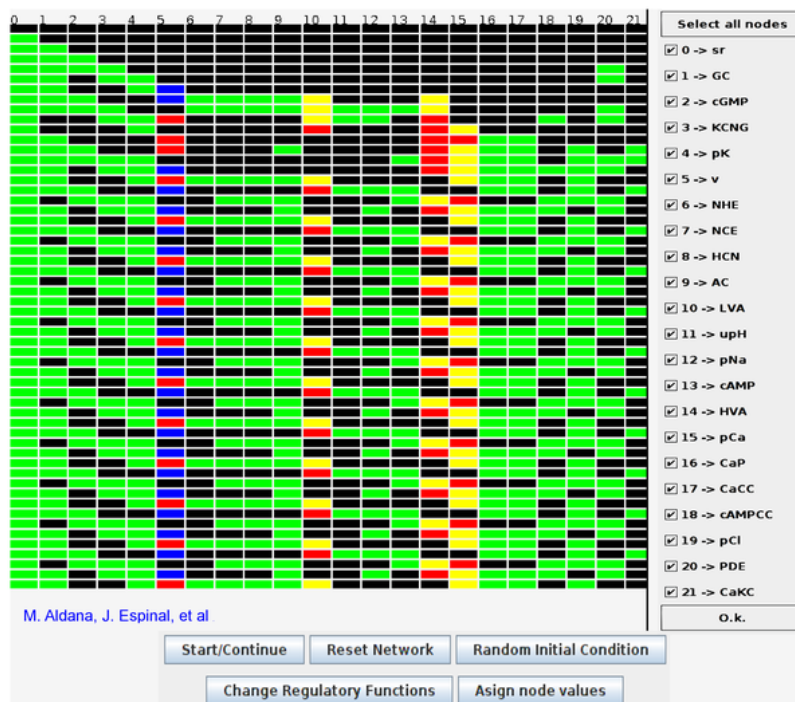 0 1 2 3 4 5 6 7 8 9 10 11 12 13 14 15 16 17 18 19 20 21
Select all nodes
0 -> sr
1 -> GC
2 -> cGMP
3 -> KCNG
4 -> pK
5 -> v
6 -> NHE
7 -> NCE
8 -> HCN
9 -> AC
10 -> LVA
11 -> upH
12 -> pNa
13 -> cAMP
14 -> HVA
15 -> pCa
16 -> CaP
17 -> CaCC
18 -> cAMPCC
19 -> pCl
20 -> PDE
21 -> CaKC
O.k.
M. Aldana, J. Espinal, et al
Start/Continue Reset Network Random Initial Condition
Change Regulatory Functions Asign node values